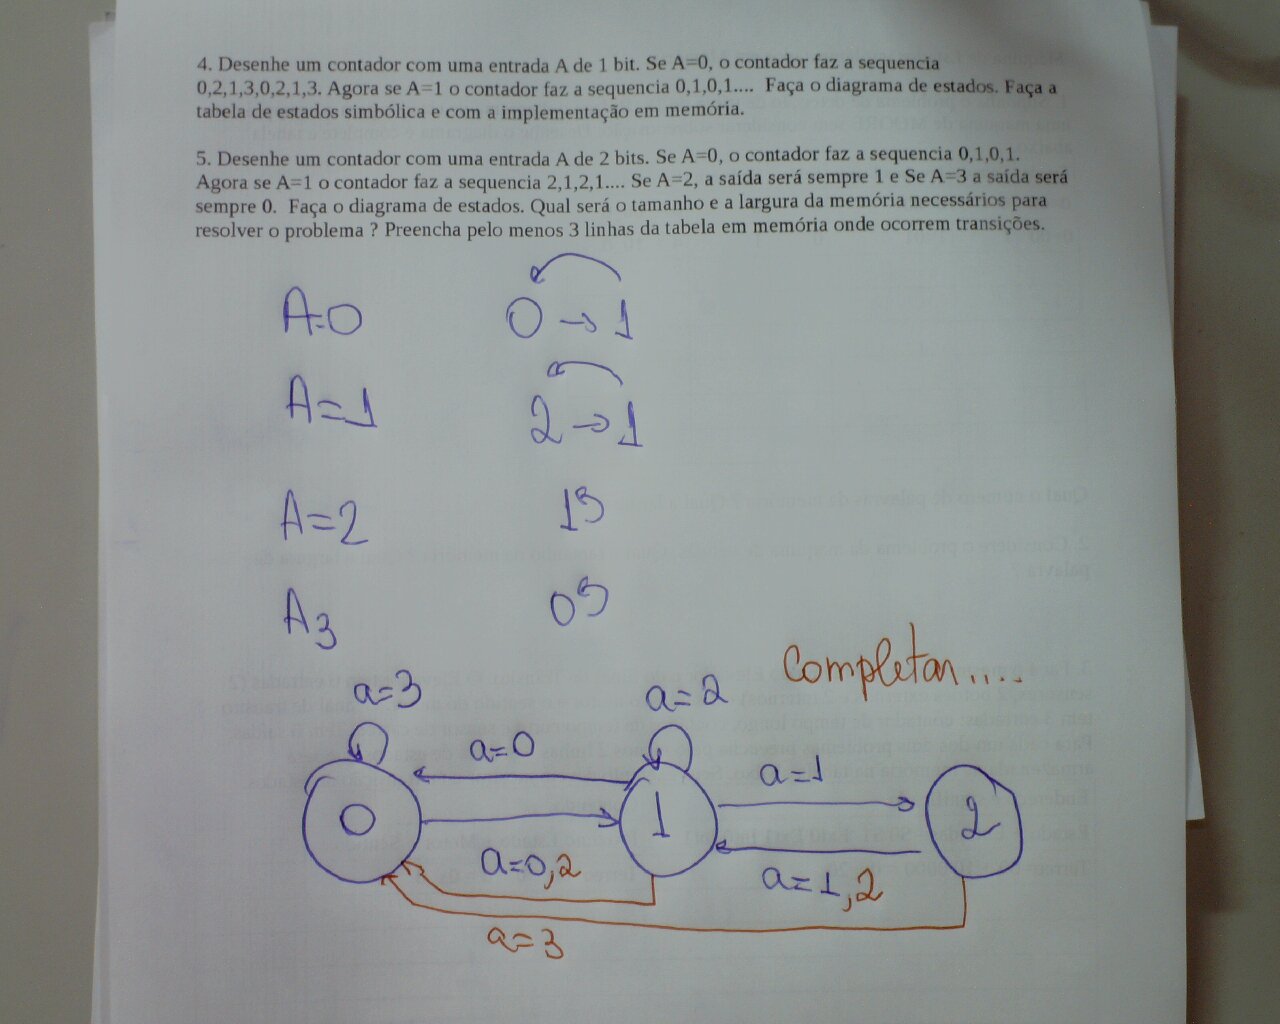 4. Desenhe um contador com uma entrada A de 1 bit. Se A=0, o contador faz a sequencia
0,2,1,3,0,2,1,3. Agora se A=1 o contador faz a sequencia 0,1,0,1.... Faça o diagrama de estados. Faça a
tabela de estados simbólica e com a implementação em memória.
5. Desenhe um contador com uma entrada A de 2 bits. Se A=0, o contador faz a sequencia 0,1,0,1.
Agora se A=1 o contador faz a sequencia 2,1,2,1.... Se A=2, a saída será sempre 1 e Se A=3 a saída será
sempre 0. Faça o diagrama de estados. Qual será o tamanho e a largura da memória necessários para
resolver o problema ? Preencha pelo menos 3 linhas da tabela em memória onde ocorrem transições.
A=0 0→1
A=1 2→1
A=2 1
A3 0
Completar....
a=3 a=2
a=0 a=1
0 1 2
a=0,2 a=1,2
a=3